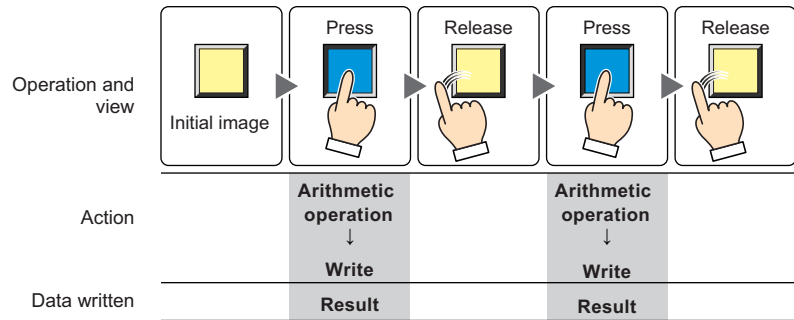 Press
Release
Press
Release
Operation and
view
Initial image
Action
Arithmetic
operation
↓
Write
Arithmetic
operation
↓
Write
Data written
Result
Result